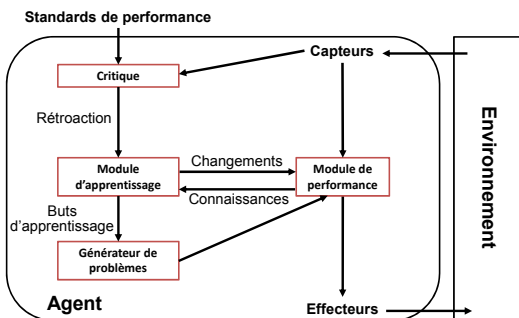 Standards de performance
Capteurs
Critique
Rétroaction
Changements
Module
d'apprentissage
Module de
performance
Connaissances
Buts
d'apprentissage
Générateur de
problèmes
Agent
Effecteurs
Environnement